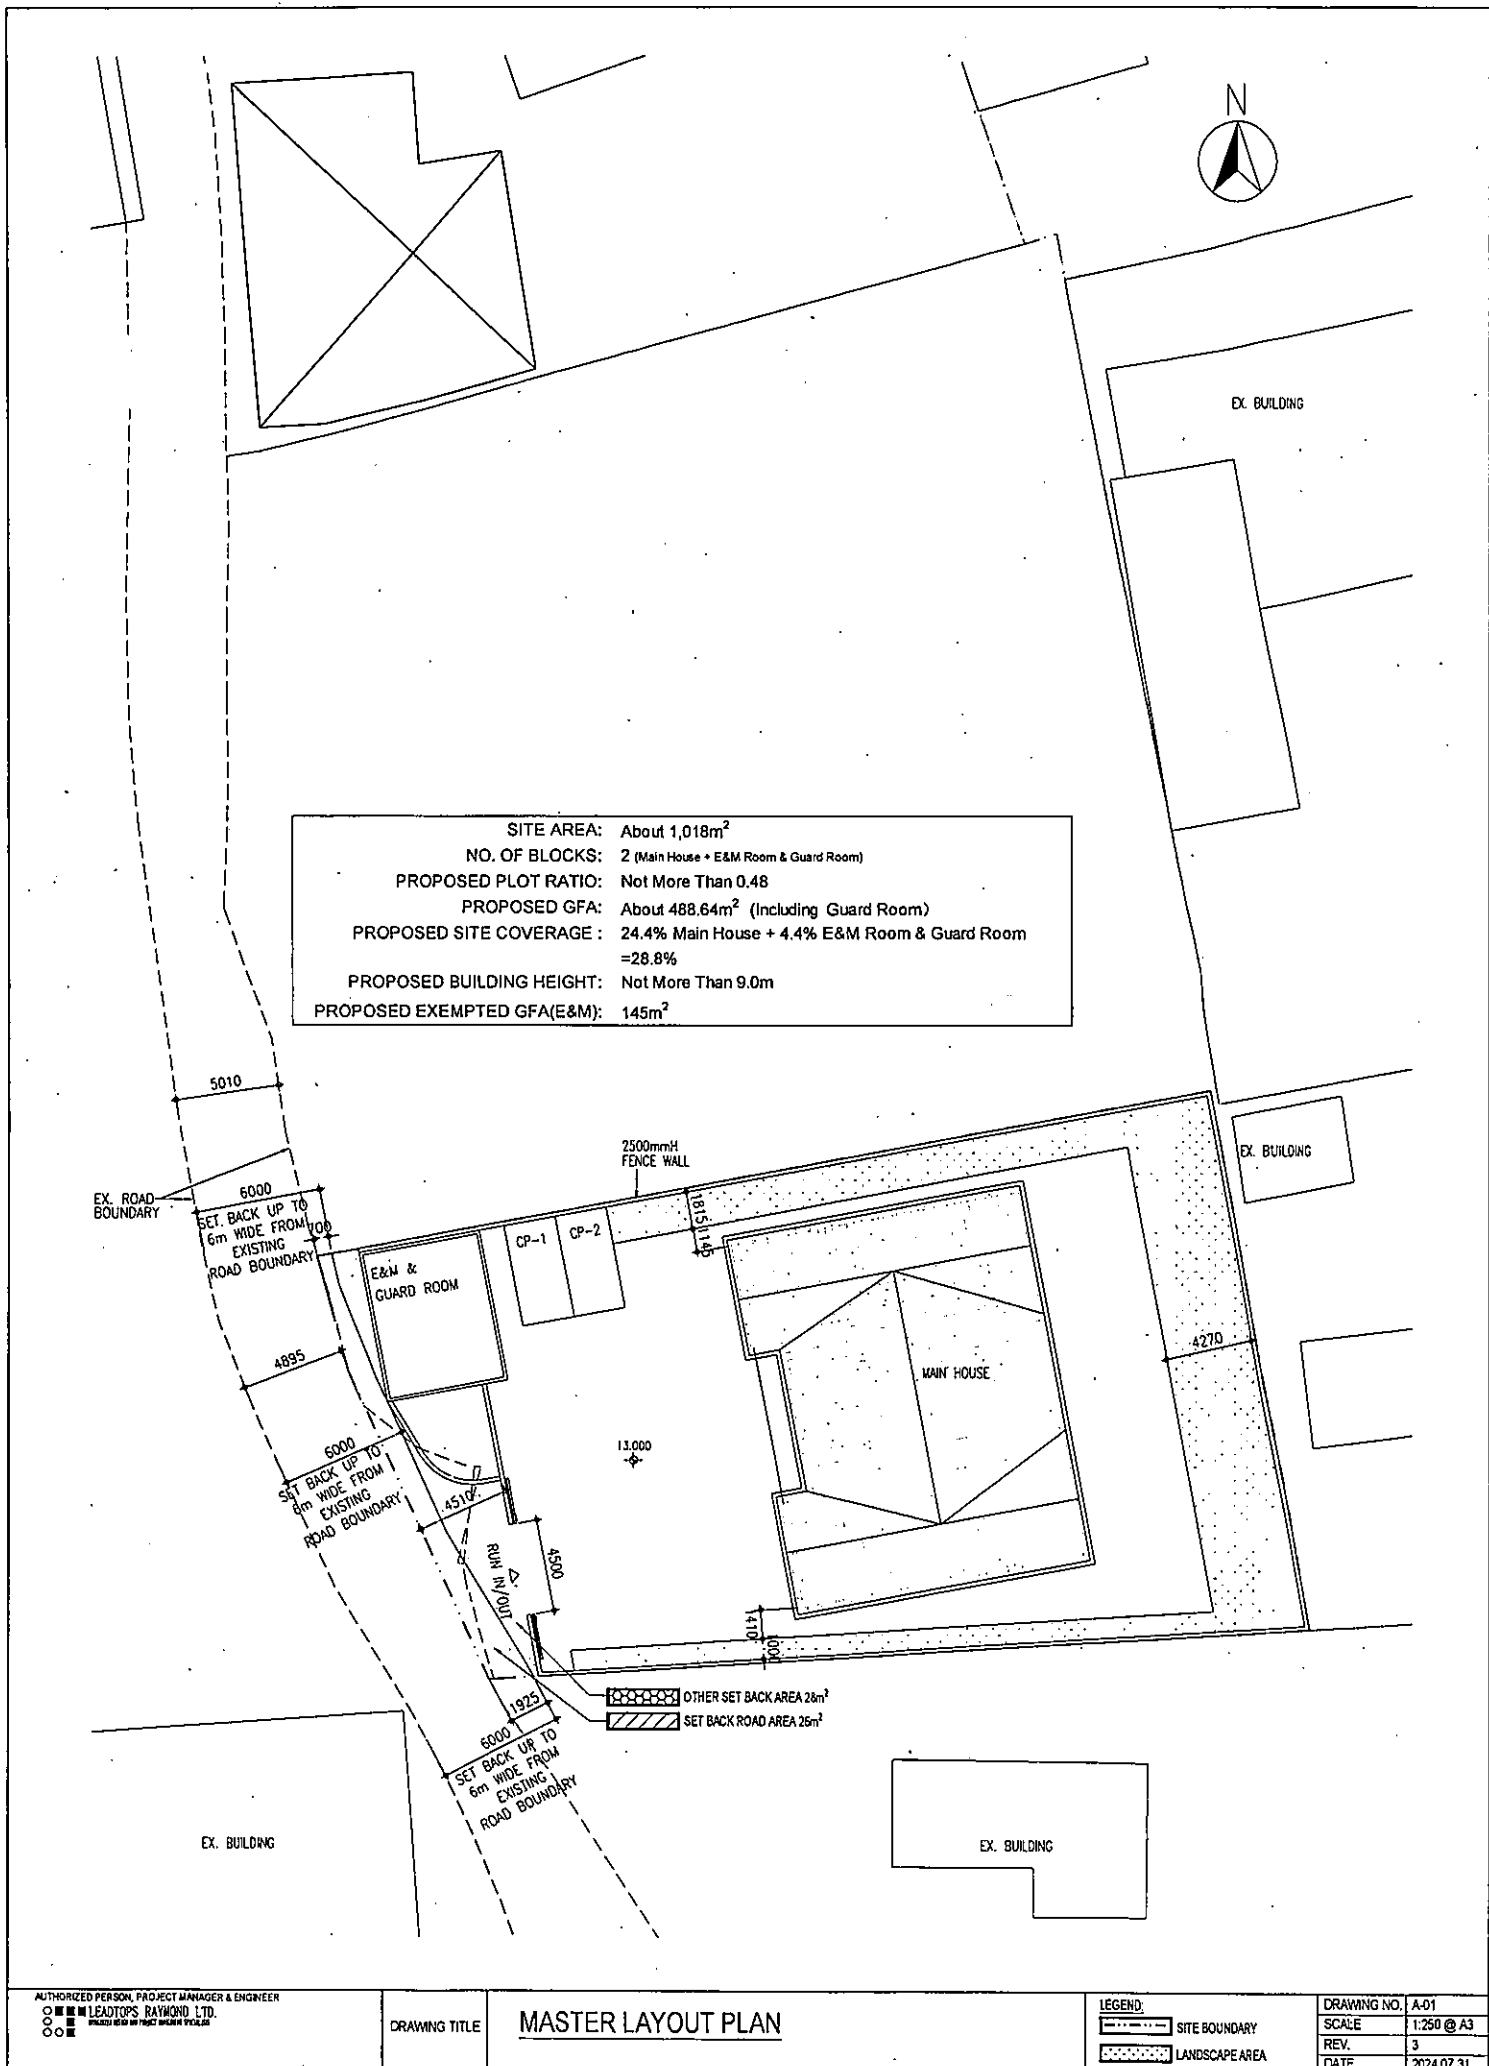 N
EX. BUILDING
SITE AREA: About 1,018m²
NO. OF BLOCKS: 2 (Main House + E&M Room & Guard Room)
PROPOSED PLOT RATIO: Not More Than 0.48
PROPOSED GFA: About 488.64m² (Including Guard Room)
PROPOSED SITE COVERAGE : 24.4% Main House + 4.4% E&M Room & Guard Room
=28.8%
PROPOSED BUILDING HEIGHT: Not More Than 9.0m
PROPOSED EXEMPTED GFA(E&M): 145m²
5010
2500mmH
FENCE WALL
EX. BUILDING
EX. ROAD
BOUNDARY
6000
SET BACK UP TO
6m WIDE FROM
EXISTING
ROAD BOUNDARY
700
1815
1145
CP-1
CP-2
E&M &
GUARD ROOM
4895
4270
MAIN HOUSE
6000
SET BACK UP TO
6m WIDE FROM
EXISTING
ROAD BOUNDARY
13.000
4510
4500
RUN IN/OUT
1410
1000
OTHER SET BACK AREA 28m²
SET BACK ROAD AREA 26m²
1925
6000
SET BACK UP TO
6m WIDE FROM
EXISTING
ROAD BOUNDARY
EX. BUILDING
EX. BUILDING
AUTHORIZED PERSON, PROJECT MANAGER & ENGINEER
LEADTOPS RAYMOND LTD.
DRAWING TITLE
MASTER LAYOUT PLAN
LEGEND:
SITE BOUNDARY
LANDSCAPE AREA
DRAWING NO. A-01
SCALE 1:250 @ A3
REV. 3
DATE 2024.07.31